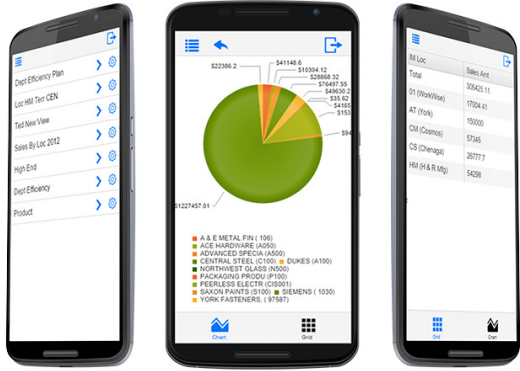 Dept Efficiency Plan
Loc HM Terr CEN
Ted New View
Sales By Loc 2012
High End
Dept Efficiency
Product
$22386.2
$41148.6
$10304.12
$28868.32
$76497.55
$49630.2
$35.62
$4165
$153
$94
$1227457.01
A & E METAL FIN ( 106)
ACE HARDWARE (A050)
ADVANCED SPECIA (A500)
CENTRAL STEEL (C100) DUKES (A100)
NORTHWEST GLASS (N500)
PACKAGING PRODU (P100)
PEERLESS ELECTR (CIS001)
SAXON PAINTS (S100) SIEMENS ( 1030)
YORK FASTENERS, ( 97587)
Chart Grid
IM Loc Sales Amt
Total 305425.11
01 (WorkWise) 17004.41
AT (York) 150000
CM (Cosmos) 57345
CS (Chenaga) 26777.7
HM (H & R Mfg) 54298
Grid Chart